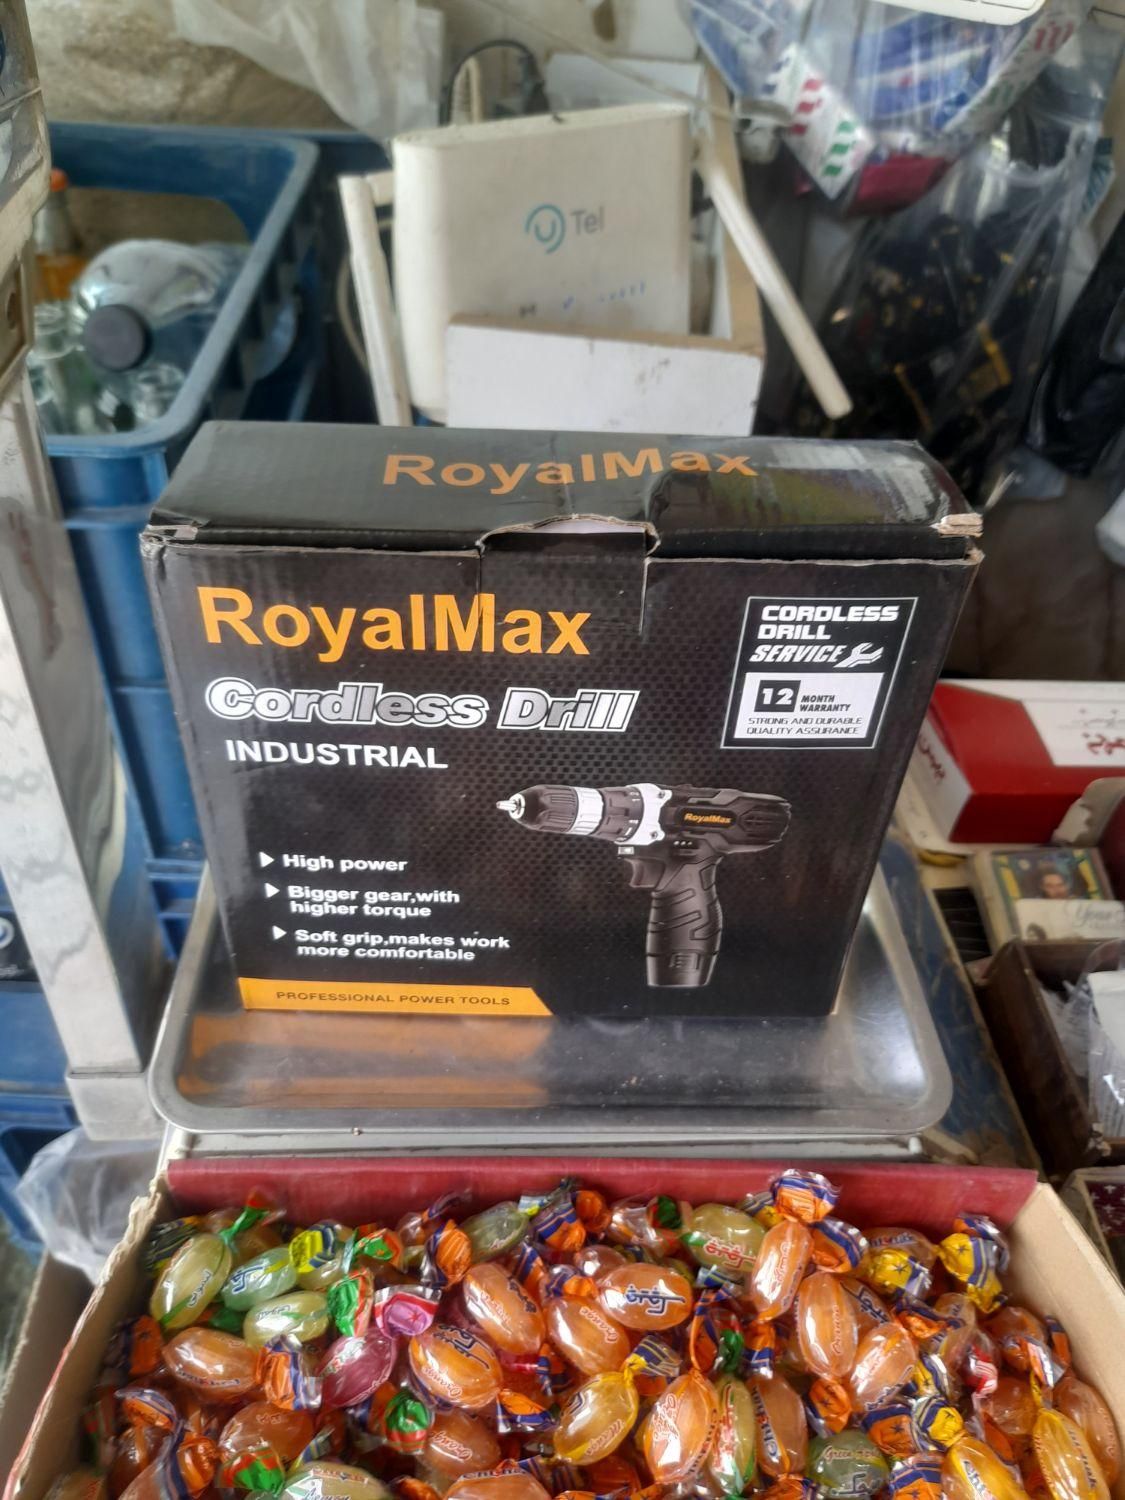 U Tel
RoyalMax
RoyalMax
Cordless Drill
INDUSTRIAL
CORDLESS
DRILL
SERVICE
12 MONTH
WARRANTY
STRONG AND DURABLE
QUALITY ASSURANCE
RoyalMax
High power
Bigger gear,with
higher torque
Soft grip,makes work
more comfortable
PROFESSIONAL POWER TOOLS
Orange